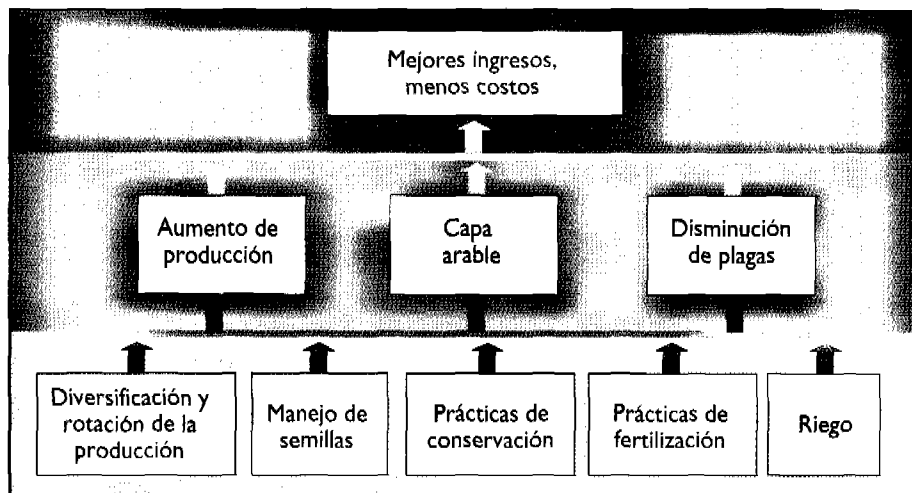 Mejores ingresos,
menos costos
Aumento de
producción
Capa
arable
Disminución
de plagas
Diversificación y
rotación de la
producción
Manejo de
semillas
Prácticas de
conservación
Prácticas de
fertilización
Riego